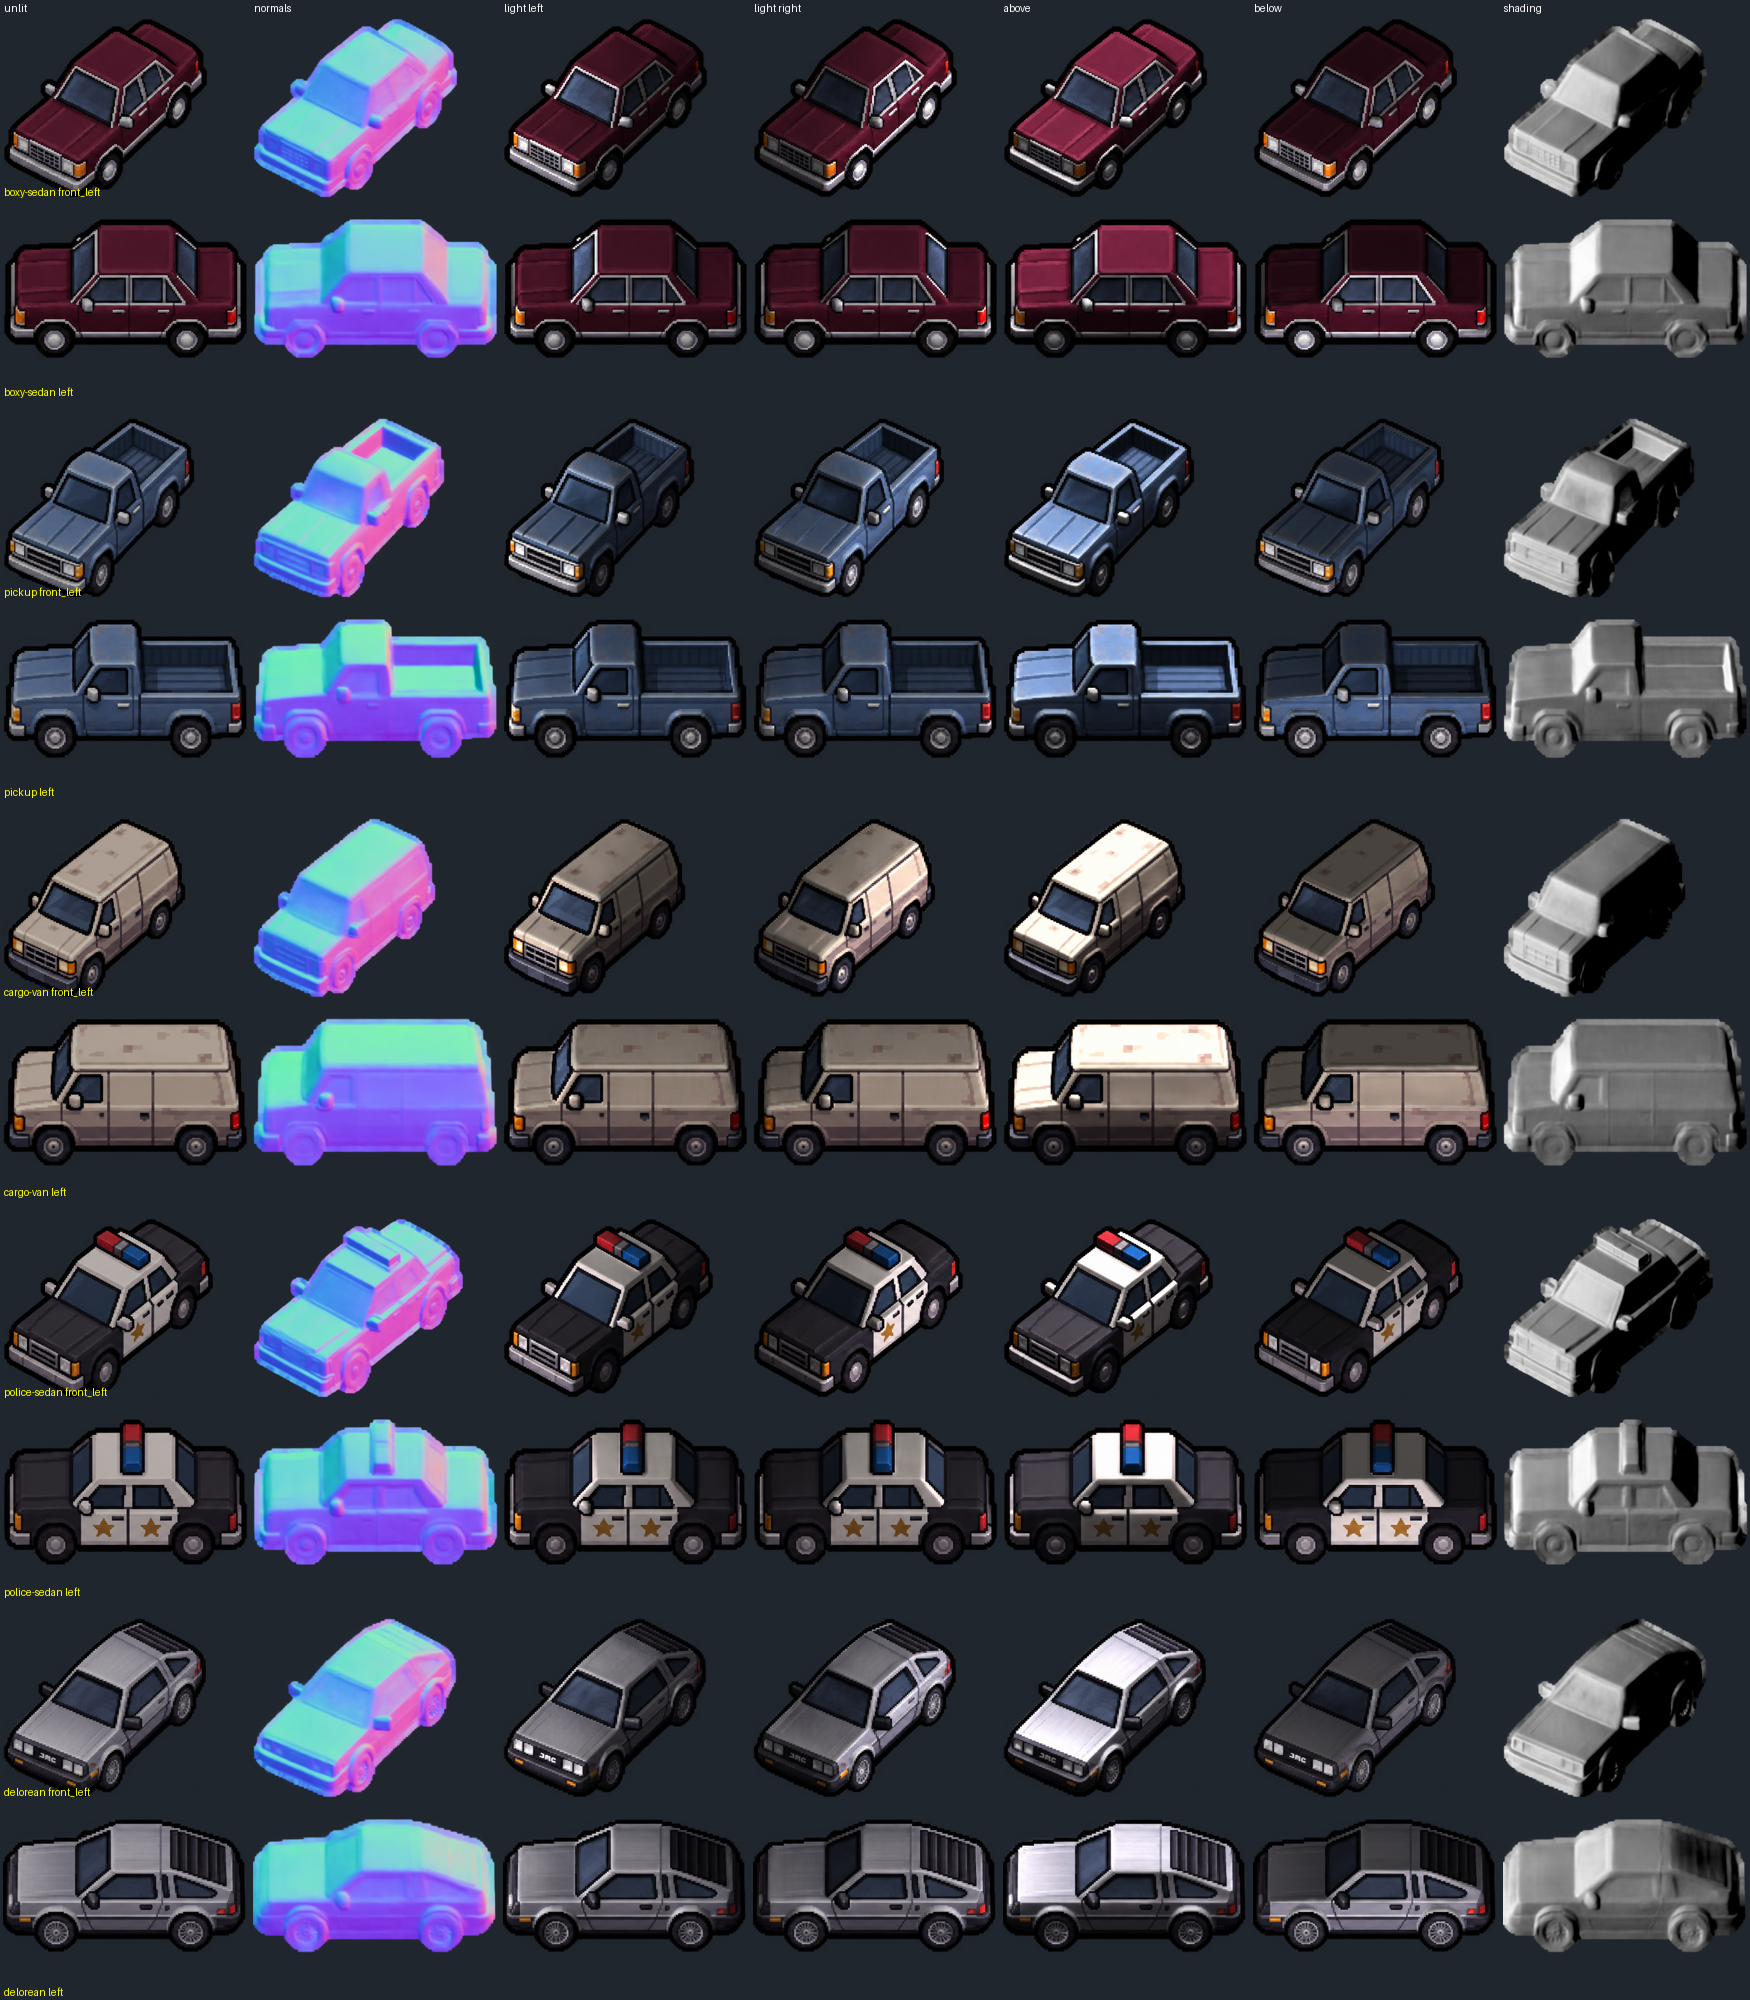 unlit normals light left light right above below shading
boxy-sedan front_left
boxy-sedan left
pickup front_left
pickup left
cargo-van front_left
cargo-van left
police-sedan front_left
police-sedan left
delorean front_left
delorean left